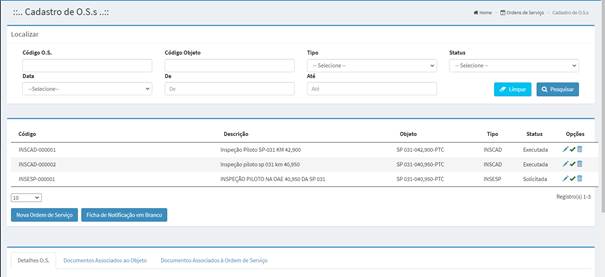 ::.. Cadastro de O.S.s ..::
Home > Ordens de Serviço > Cadastro de O.S.s
Localizar
Código O.S. Código Objeto Tipo Status
-- Selecione -- -- Selecione --
Data De Até
--Selecione-- De Até Limpar Pesquisar
Código Descrição Objeto Tipo Status Opções
INSCAD-000001 Inspeção Piloto SP-031 KM 42,900 SP 031-042,900-PTC INSCAD Executada
INSCAD-000002 Inspeção piloto sp 031 km 40,950 SP 031-040,950-PTC INSCAD Executada
INSESP-000001 INSPEÇÃO PILOTO NA OAE 40,950 DA SP 031 SP 031-040,950-PTC INSESP Solicitada
10 Registro(s) 1-3
Nova Ordem de Serviço Ficha de Notificação em Branco
Detalhes O.S. Documentos Associados ao Objeto Documentos Associados à Ordem de Serviço